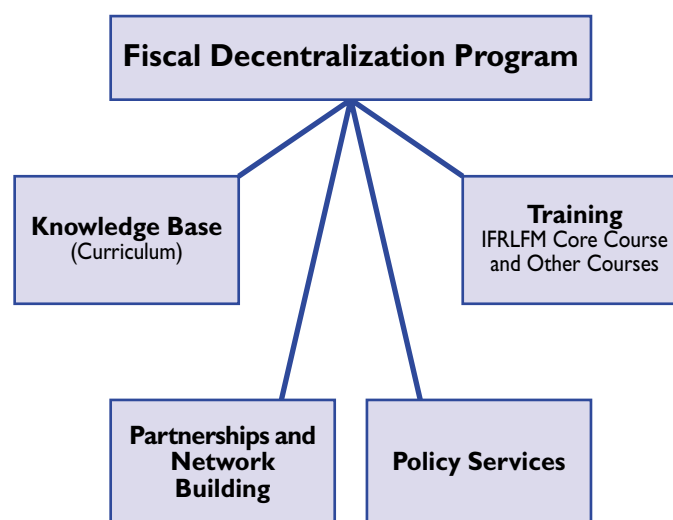 Fiscal Decentralization Program
Knowledge Base
(Curriculum)
Training
IFRLFM Core Course
and Other Courses
Partnerships and
Network
Building
Policy Services